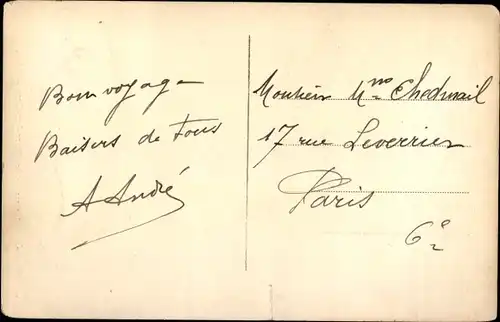 Bon voyage
Baisers de tous
A André
Monsieur Mme Chedmail
17 rue Leverrier
Paris
6e